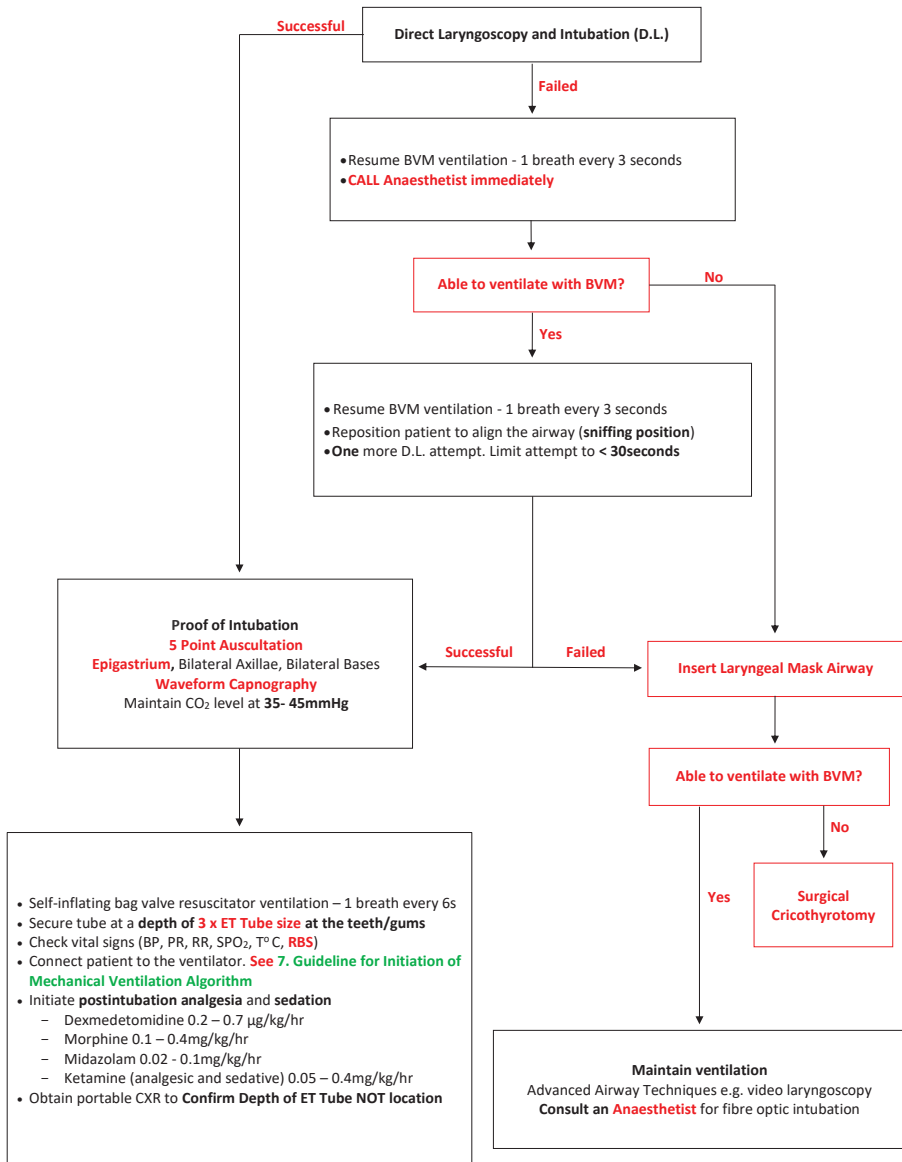 Successful
Direct Laryngoscopy and Intubation (D.L.)
Failed
•Resume BVM ventilation - 1 breath every 3 seconds
•CALL Anaesthetist immediately
Able to ventilate with BVM?
No
Yes
•Resume BVM ventilation - 1 breath every 3 seconds
•Reposition patient to align the airway (sniffing position)
•One more D.L. attempt. Limit attempt to < 30seconds
Proof of Intubation
5 Point Auscultation
Epigastrium, Bilateral Axillae, Bilateral Bases
Waveform Capnography
Maintain CO₂ level at 35- 45mmHg
Successful
Failed
Insert Laryngeal Mask Airway
Able to ventilate with BVM?
No
Yes
Surgical
Cricothyrotomy
• Self-inflating bag valve resuscitator ventilation – 1 breath every 6s
• Secure tube at a depth of 3 x ET Tube size at the teeth/gums
• Check vital signs (BP, PR, RR, SPO₂, T° C, RBS)
• Connect patient to the ventilator. See 7. Guideline for Initiation of
Mechanical Ventilation Algorithm
• Initiate postintubation analgesia and sedation
– Dexmedetomidine 0.2 – 0.7 µg/kg/hr
– Morphine 0.1 – 0.4mg/kg/hr
– Midazolam 0.02 - 0.1mg/kg/hr
– Ketamine (analgesic and sedative) 0.05 – 0.4mg/kg/hr
• Obtain portable CXR to Confirm Depth of ET Tube NOT location
Maintain ventilation
Advanced Airway Techniques e.g. video laryngoscopy
Consult an Anaesthetist for fibre optic intubation